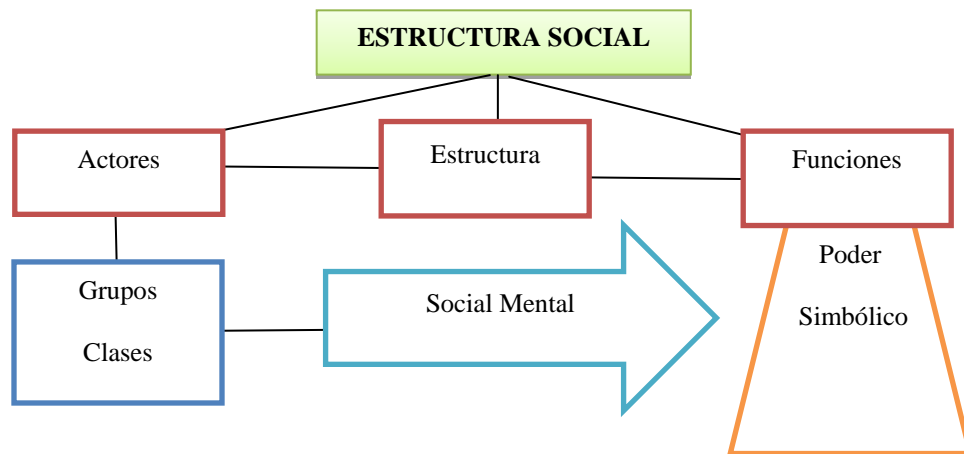 ESTRUCTURA SOCIAL
Actores
Estructura
Funciones
Grupos
Clases
Social Mental
Poder
Simbólico